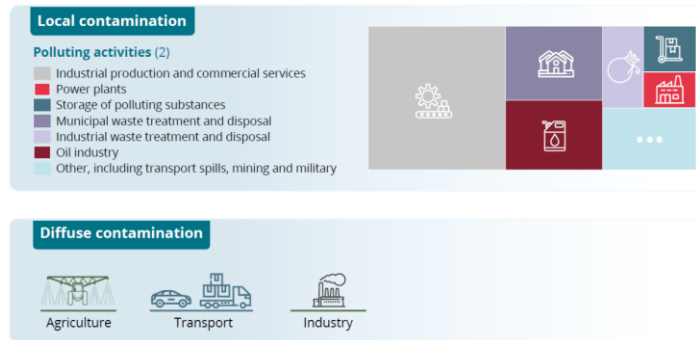 Local contamination
Polluting activities (2)
Industrial production and commercial services
Power plants
Storage of polluting substances
Municipal waste treatment and disposal
Industrial waste treatment and disposal
Oil industry
Other, including transport spills, mining and military
Diffuse contamination
Agriculture
Transport
Industry